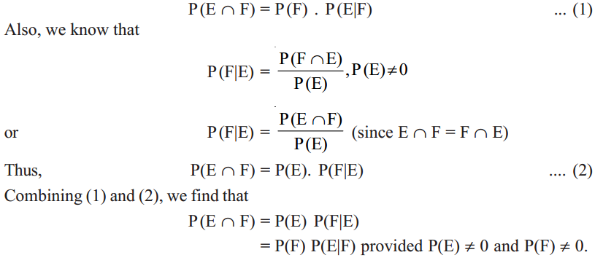 P(E ∩ F) = P(F) . P(E|F) ... (1)
Also, we know that
P(F|E) = P(F ∩ E) / P(E) , P(E) ≠ 0
or P(F|E) = P(E ∩ F) / P(E) (since E ∩ F = F ∩ E)
Thus, P(E ∩ F) = P(E). P(F|E) .... (2)
Combining (1) and (2), we find that
P(E ∩ F) = P(E) P(F|E)
= P(F) P(E|F) provided P(E) ≠ 0 and P(F) ≠ 0.